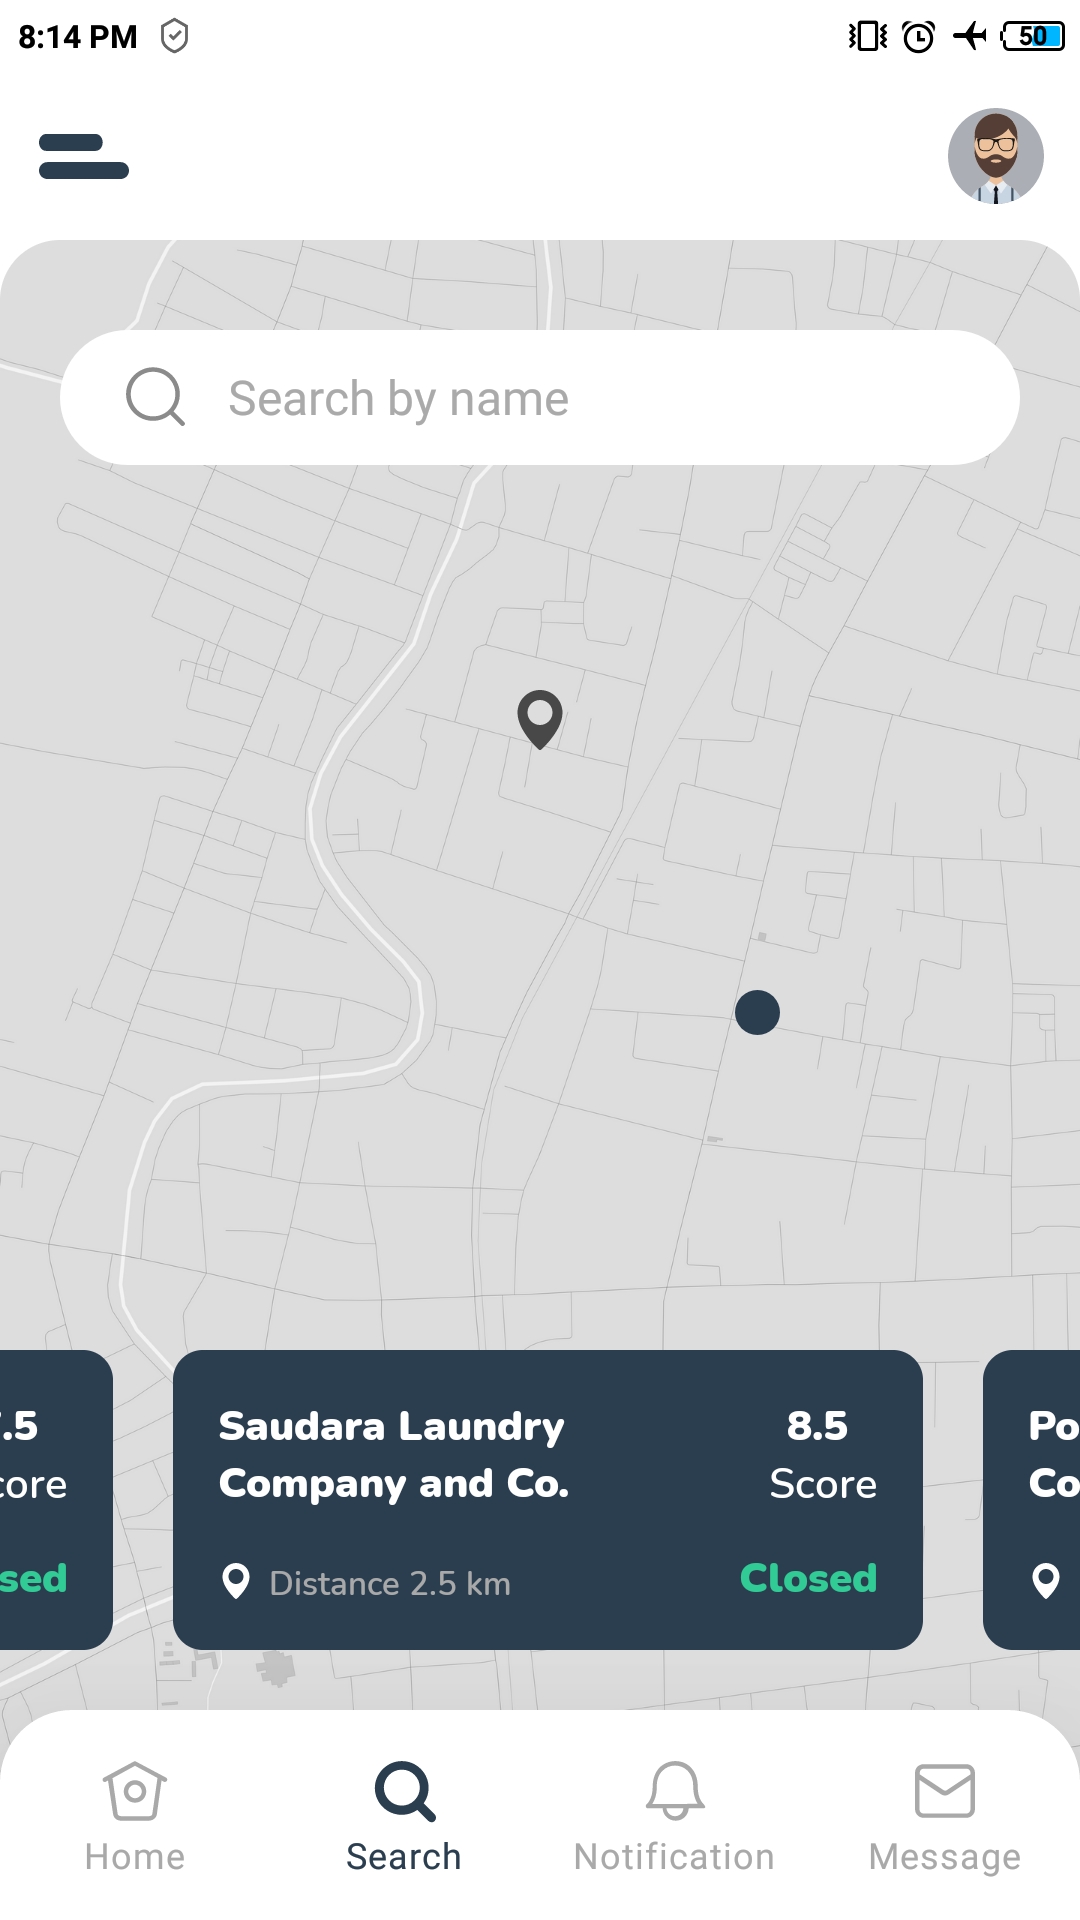 8:14 PM
50
Search by name
.5
core
sed
Saudara Laundry
Company and Co.
8.5
Score
Distance 2.5 km
Closed
Po
Co
Home
Search
Notification
Message